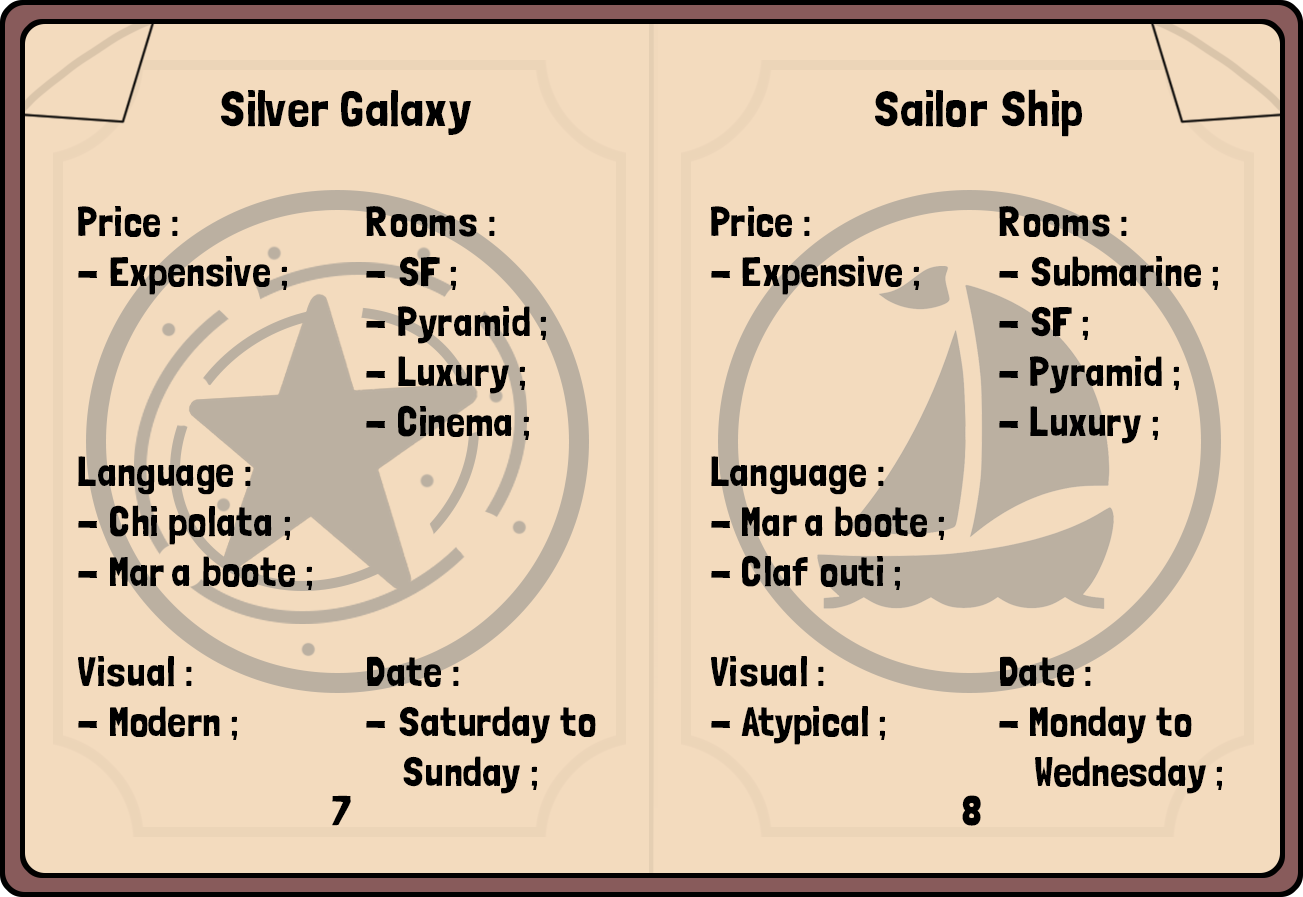 Silver Galaxy
Price :
– Expensive ;
Rooms :
– SF ;
– Pyramid ;
– Luxury ;
– Cinema ;
Language :
– Chi polata ;
– Mar a boote ;
Visual :
– Modern ;
Date :
– Saturday to
Sunday ;
7
Sailor Ship
Price :
– Expensive ;
Rooms :
– Submarine ;
– SF ;
– Pyramid ;
– Luxury ;
Language :
– Mar a boote ;
– Claf outi ;
Visual :
– Atypical ;
Date :
– Monday to
Wednesday ;
8